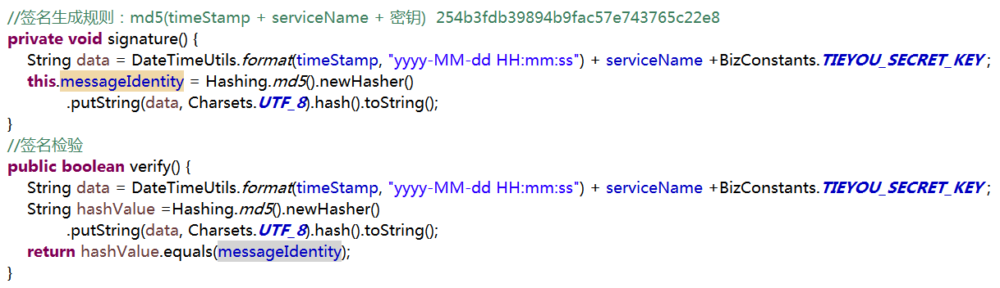 //签名生成规则：md5(timeStamp + serviceName + 密钥)  254b3fdb39894b9fac57e743765c22e8
private void signature() {
String data = DateTimeUtils.format(timeStamp, "yyyy-MM-dd HH:mm:ss") + serviceName +BizConstants.TIEYOU_SECRET_KEY;
this.messageIdentity = Hashing.md5().newHasher()
.putString(data, Charsets.UTF_8).hash().toString();
}
//签名检验
public boolean verify() {
String data = DateTimeUtils.format(timeStamp, "yyyy-MM-dd HH:mm:ss") + serviceName +BizConstants.TIEYOU_SECRET_KEY;
String hashValue =Hashing.md5().newHasher()
.putString(data, Charsets.UTF_8).hash().toString();
return hashValue.equals(messageIdentity);
}